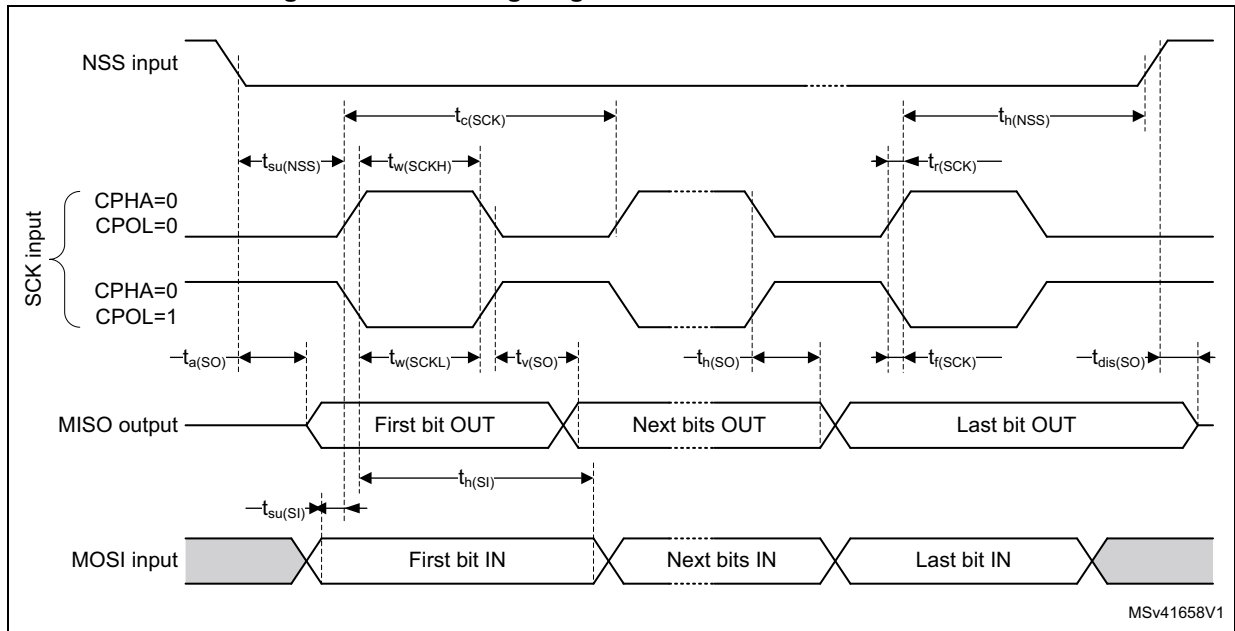 NSS input
tc(SCK)
th(NSS)
tsu(NSS)
tw(SCKH)
tr(SCK)
SCK input
CPHA=0
CPOL=0
CPHA=0
CPOL=1
ta(SO)
tw(SCKL)
tv(SO)
th(SO)
tf(SCK)
tdis(SO)
MISO output
First bit OUT
Next bits OUT
Last bit OUT
th(SI)
tsu(SI)
MOSI input
First bit IN
Next bits IN
Last bit IN
MSv41658V1